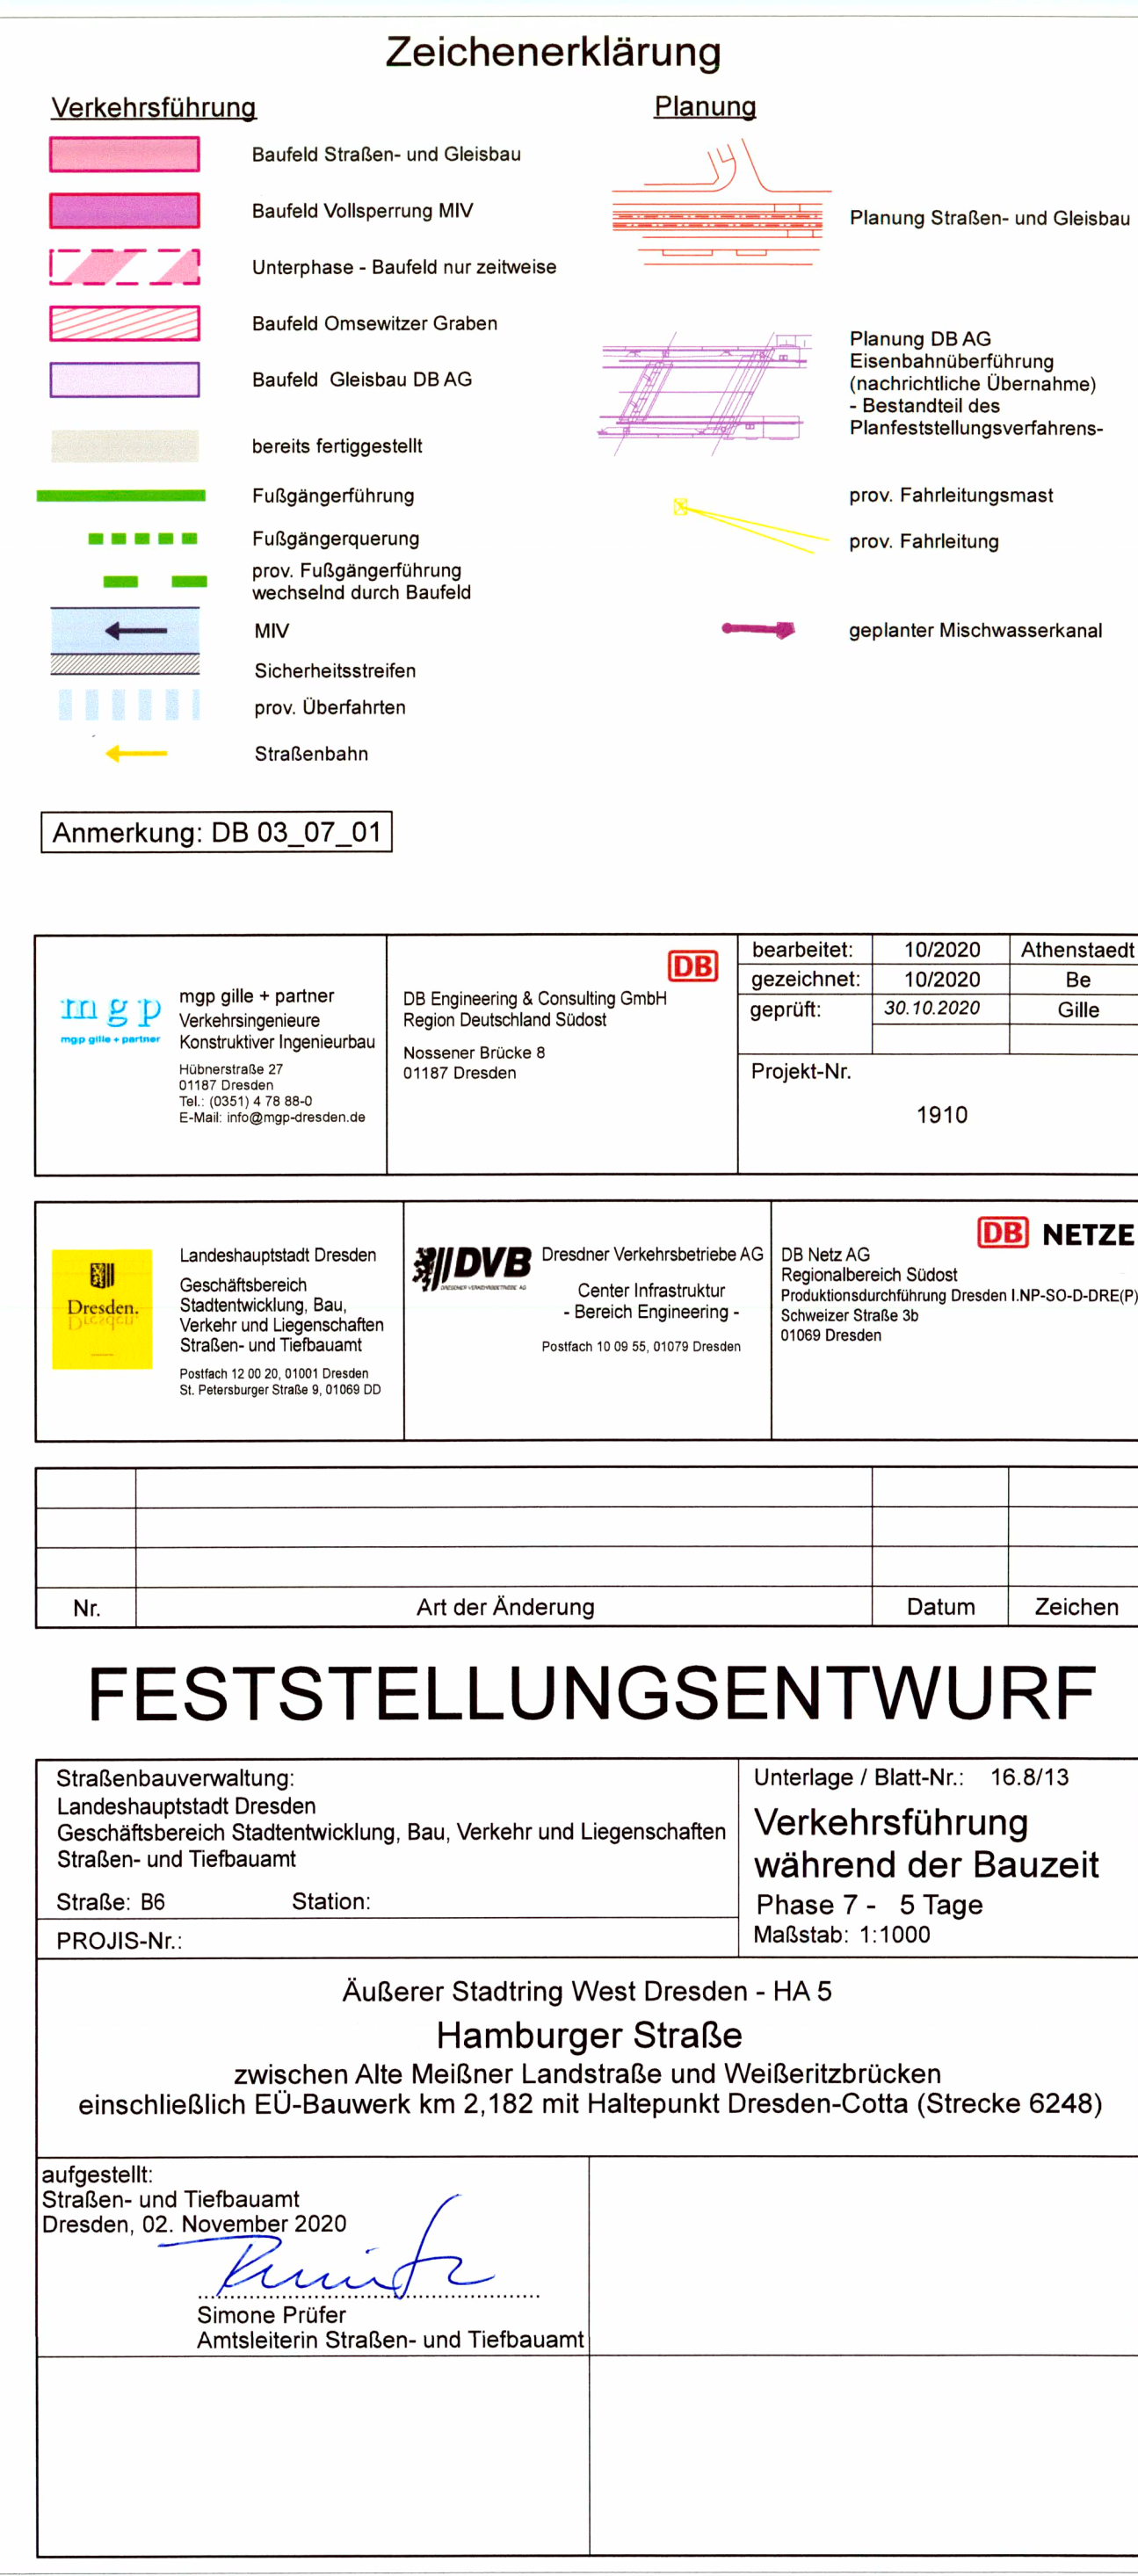 Zeichenerklärung
Verkehrsführung
Baufeld Straßen- und Gleisbau
Baufeld Vollsperrung MIV
Unterphase - Baufeld nur zeitweise
Baufeld Omsewitzer Graben
Baufeld Gleisbau DB AG
bereits fertiggestellt
Fußgängerführung
Fußgängerquerung
prov. Fußgängerführung
wechselnd durch Baufeld
MIV
Sicherheitsstreifen
prov. Überfahrten
Straßenbahn
Planung
Planung Straßen- und Gleisbau
Planung DB AG
Eisenbahnüberführung
(nachrichtliche Übernahme)
- Bestandteil des
Planfeststellungsverfahrens-
prov. Fahrleitungsmast
prov. Fahrleitung
geplanter Mischwasserkanal
Anmerkung: DB 03_07_01
mgp
mgp gille + partner
mgp gille + partner
Verkehrsingenieure
Konstruktiver Ingenieurbau
Hübnerstraße 27
01187 Dresden
Tel.: (0351) 4 78 88-0
E-Mail: info@mgp-dresden.de
DB
DB Engineering & Consulting GmbH
Region Deutschland Südost
Nossener Brücke 8
01187 Dresden
bearbeitet: 10/2020 Athenstaedt
gezeichnet: 10/2020 Be
geprüft: 30.10.2020 Gille
Projekt-Nr.
1910
Dresden.
Dresden.
Landeshauptstadt Dresden
Geschäftsbereich
Stadtentwicklung, Bau,
Verkehr und Liegenschaften
Straßen- und Tiefbauamt
Postfach 12 00 20, 01001 Dresden
St. Petersburger Straße 9, 01069 DD
DVB
DRESDNER VERKEHRSBETRIEBE AG
Dresdner Verkehrsbetriebe AG
Center Infrastruktur
- Bereich Engineering -
Postfach 10 09 55, 01079 Dresden
DB NETZE
DB Netz AG
Regionalbereich Südost
Produktionsdurchführung Dresden I.NP-SO-D-DRE(P)
Schweizer Straße 3b
01069 Dresden
Nr. Art der Änderung Datum Zeichen
FESTSTELLUNGSENTWURF
Straßenbauverwaltung:
Landeshauptstadt Dresden
Geschäftsbereich Stadtentwicklung, Bau, Verkehr und Liegenschaften
Straßen- und Tiefbauamt
Straße: B6 Station:
PROJIS-Nr.:
Unterlage / Blatt-Nr.: 16.8/13
Verkehrsführung
während der Bauzeit
Phase 7 - 5 Tage
Maßstab: 1:1000
Äußerer Stadtring West Dresden - HA 5
Hamburger Straße
zwischen Alte Meißner Landstraße und Weißeritzbrücken
einschließlich EÜ-Bauwerk km 2,182 mit Haltepunkt Dresden-Cotta (Strecke 6248)
aufgestellt:
Straßen- und Tiefbauamt
Dresden, 02. November 2020
Simone Prüfer
Amtsleiterin Straßen- und Tiefbauamt